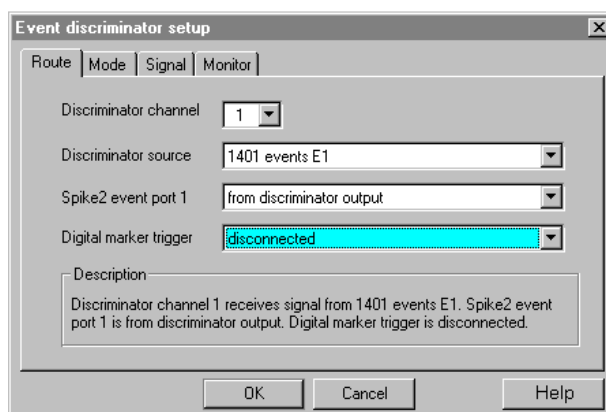 Event discriminator setup
Route Mode Signal Monitor
Discriminator channel 1
Discriminator source 1401 events E1
Spike2 event port 1 from discriminator output
Digital marker trigger disconnected
Description
Discriminator channel 1 receives signal from 1401 events E1. Spike2 event
port 1 is from discriminator output. Digital marker trigger is disconnected.
OK Cancel Help